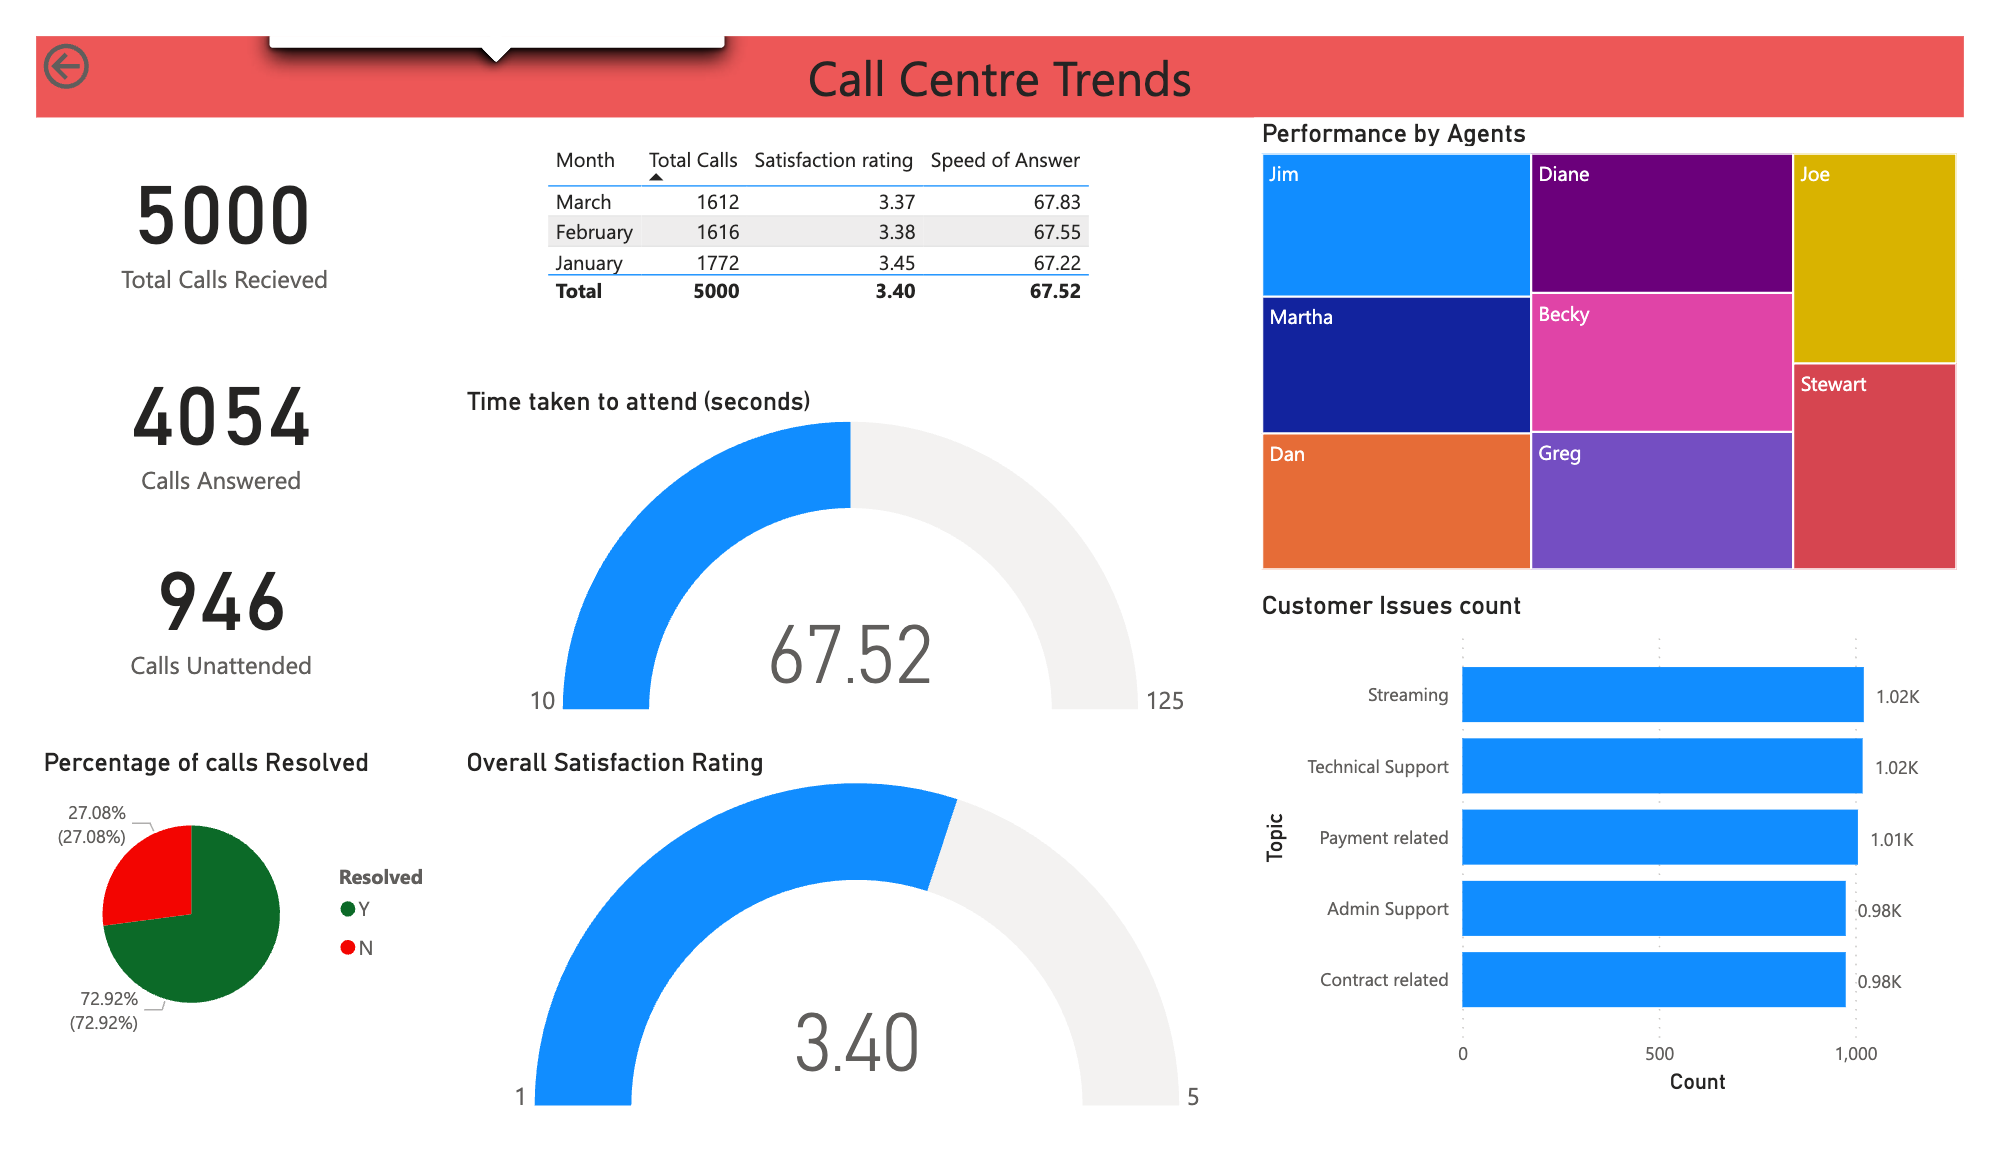 Call Centre Trends
5000
Total Calls Recieved
4054
Calls Answered
946
Calls Unattended
Month Total Calls Satisfaction rating Speed of Answer
March 1612 3.37 67.83
February 1616 3.38 67.55
January 1772 3.45 67.22
Total 5000 3.40 67.52
Time taken to attend (seconds)
67.52
10 125
Performance by Agents
Jim
Diane
Joe
Martha
Becky
Stewart
Dan
Greg
Percentage of calls Resolved
27.08%
(27.08%)
72.92%
(72.92%)
Resolved
Y
N
Overall Satisfaction Rating
3.40
1 5
Customer Issues count
Topic
Streaming 1.02K
Technical Support 1.02K
Payment related 1.01K
Admin Support 0.98K
Contract related 0.98K
0 500 1,000
Count